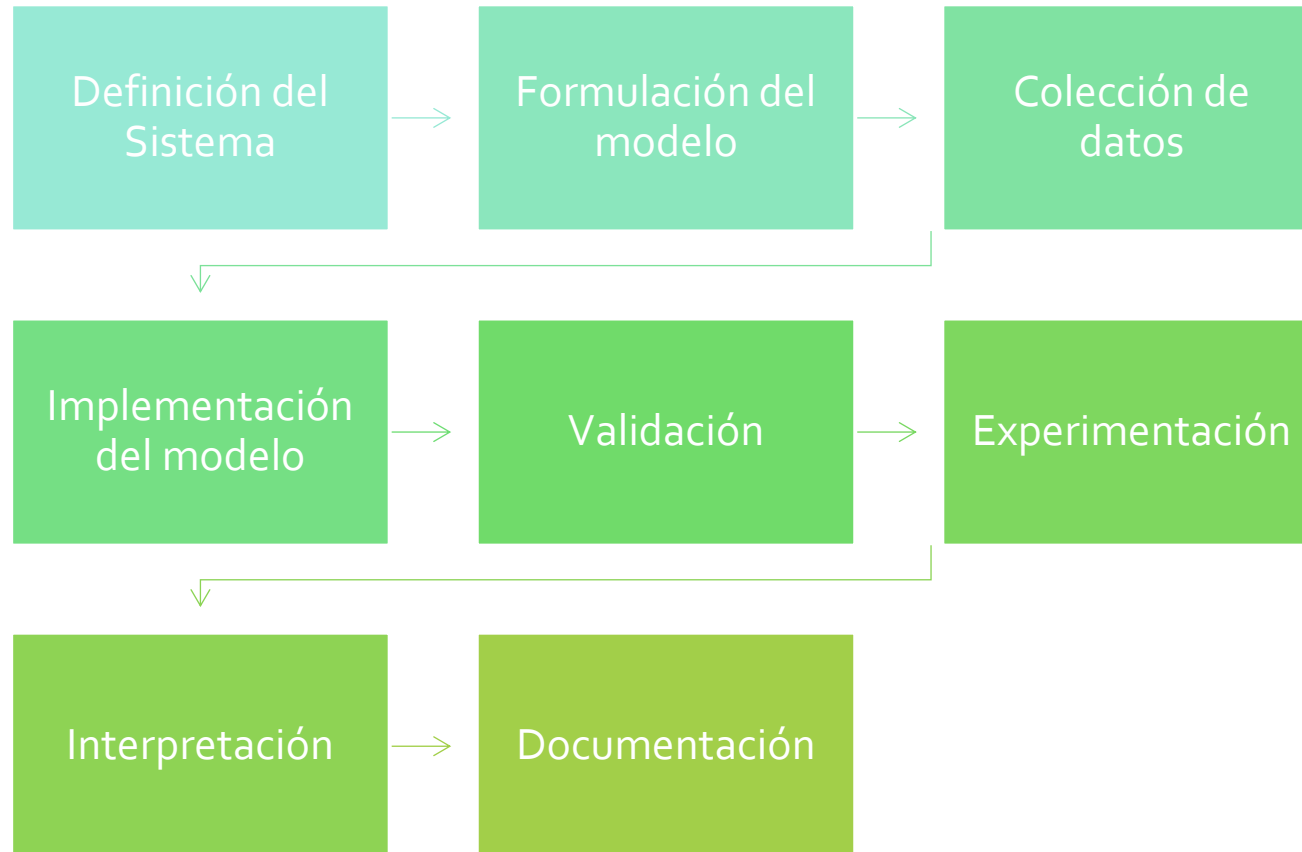 Definición del
Sistema
Formulación del
modelo
Colección de
datos
Implementación
del modelo
Validación
Experimentación
Interpretación
Documentación